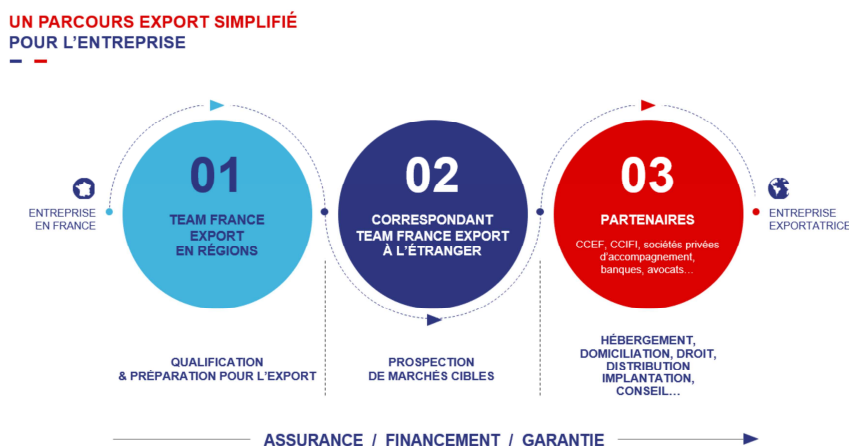 UN PARCOURS EXPORT SIMPLIFIÉ
POUR L'ENTREPRISE
ENTREPRISE
EN FRANCE
01
TEAM FRANCE
EXPORT
EN RÉGIONS
02
CORRESPONDANT
TEAM FRANCE EXPORT
À L'ÉTRANGER
03
PARTENAIRES
CCEF, CCIFI, sociétés privées
d'accompagnement,
banques, avocats...
ENTREPRISE
EXPORTATRICE
QUALIFICATION
& PRÉPARATION POUR L'EXPORT
PROSPECTION
DE MARCHÉS CIBLES
HÉBERGEMENT,
DOMICILIATION, DROIT,
DISTRIBUTION
IMPLANTATION,
CONSEIL...
ASSURANCE / FINANCEMENT / GARANTIE